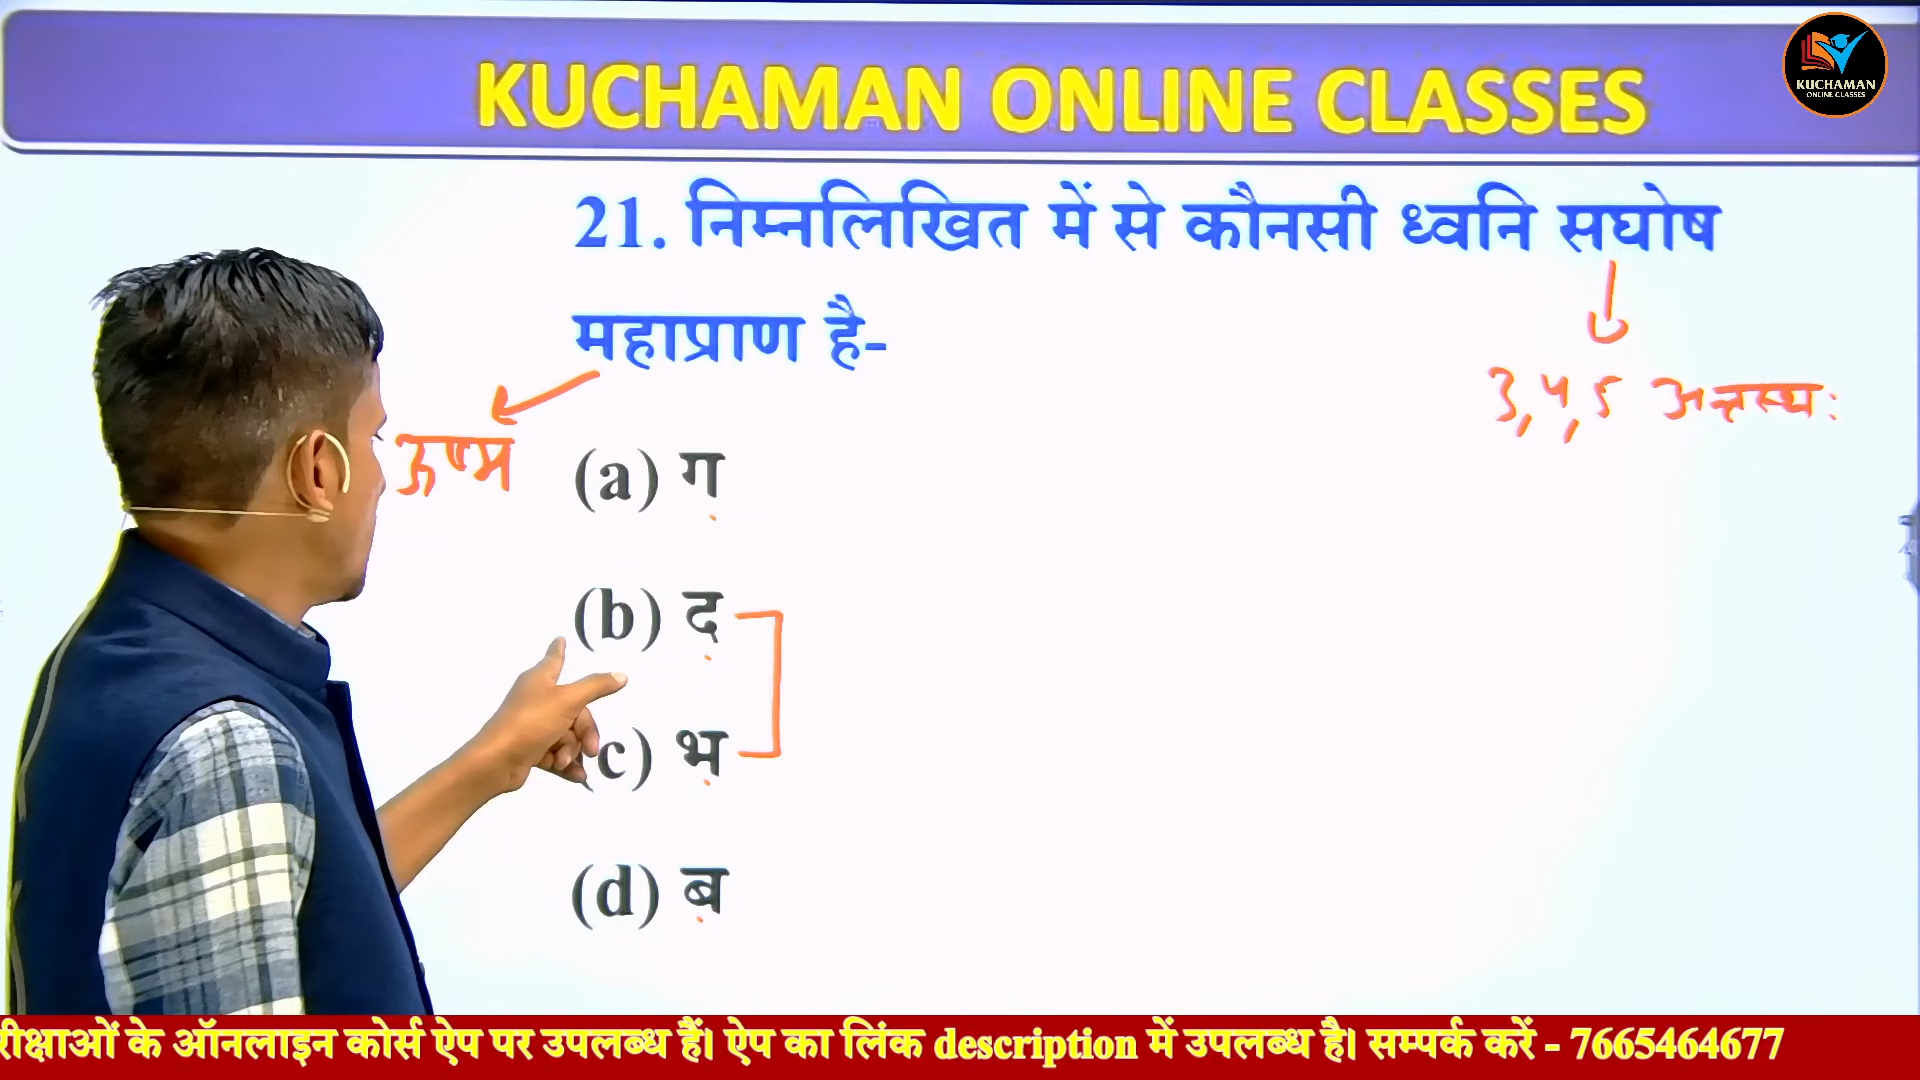 KUCHAMAN ONLINE CLASSES
KUCHAMAN
ONLINE CLASSES
21. निम्नलिखित में से कौनसी ध्वनि सघोष
महाप्राण है-
3, 4, 5 अन्तस्थः
ऊष्म
(a) ग
(b) द
(c) भ
(d) ब
रीक्षाओं के ऑनलाइन कोर्स ऐप पर उपलब्ध हैं। ऐप का लिंक description में उपलब्ध है। सम्पर्क करें - 7665464677